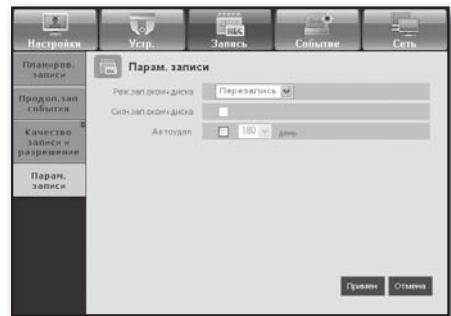 Настройки Устр. Запись Событие Сеть
REC
Планиров.
записи
Парам. записи
Продол.зап
события
Реж.зап.оконч.диска Перезапись
Сигн.зап.оконч.диска
Качество
записи и
разрешение
Автоудал. 180 день
Парам.
записи
Примен Отмена